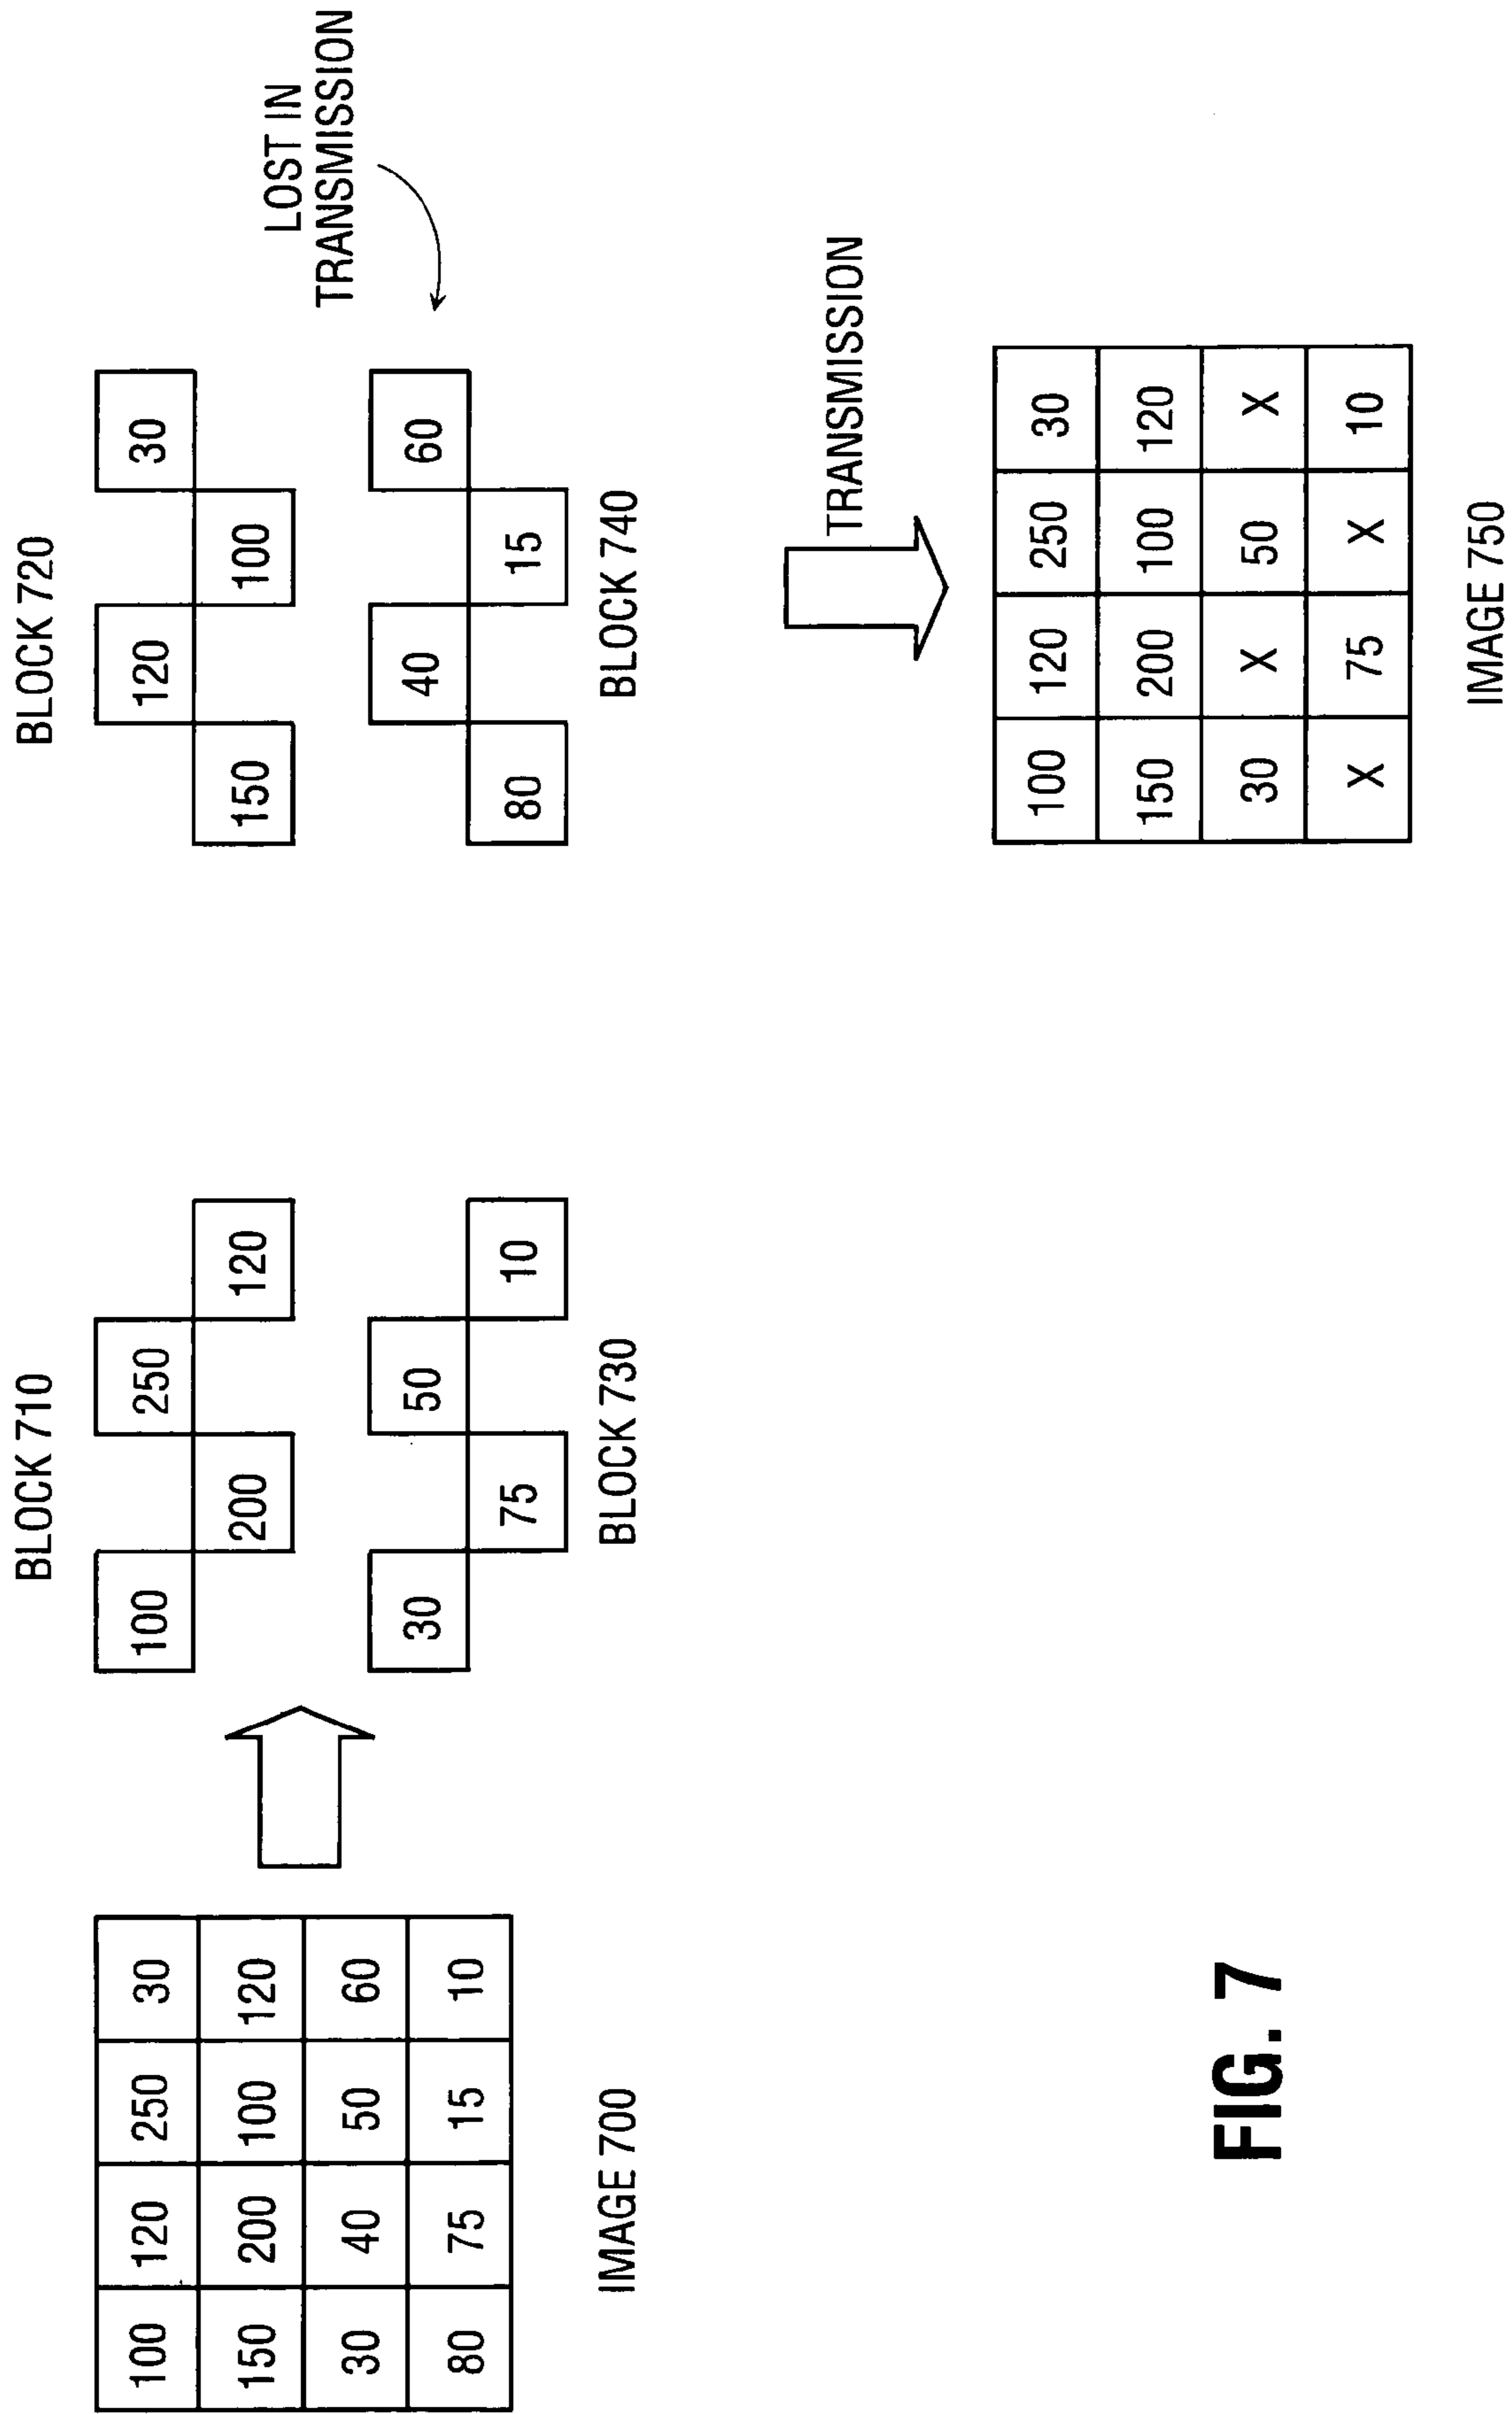 BLOCK 710
100 250
200 120
30 50
75 10
BLOCK 730
BLOCK 720
120 30
150 100
40 60
80 15
BLOCK 740
LOST IN
TRANSMISSION
100 120 250 30
150 200 100 120
30 40 50 60
80 75 15 10
IMAGE 700
TRANSMISSION
100 120 250 30
150 200 100 120
30 X 50 X
X 75 X 10
IMAGE 750
FIG. 7